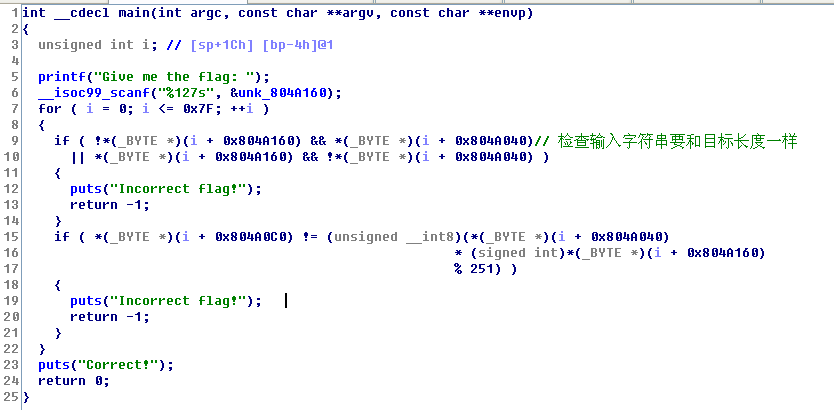 1 int __cdecl main(int argc, const char **argv, const char **envp)
2 {
3 unsigned int i; // [sp+1Ch] [bp-4h]@1
4
5 printf("Give me the flag: ");
6 __isoc99_scanf("%127s", &unk_804A160);
7 for ( i = 0; i <= 0x7F; ++i )
8 {
9 if ( !*(_BYTE *)(i + 0x804A160) && *(_BYTE *)(i + 0x804A040)// 检查输入字符串要和目标长度一样
10 || *(_BYTE *)(i + 0x804A160) && !*(_BYTE *)(i + 0x804A040) )
11 {
12 puts("Incorrect flag!");
13 return -1;
14 }
15 if ( *(_BYTE *)(i + 0x804A0C0) != (unsigned __int8)(*(_BYTE *)(i + 0x804A040)
16 * (signed int)*(_BYTE *)(i + 0x804A160)
17 % 251) )
18 {
19 puts("Incorrect flag!");
20 return -1;
21 }
22 }
23 puts("Correct!");
24 return 0;
25 }